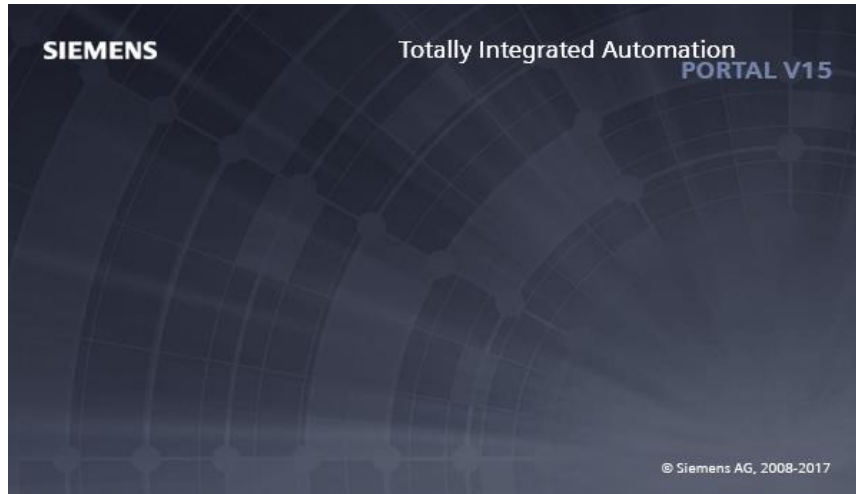 SIEMENS
Totally Integrated Automation
PORTAL V15
© Siemens AG, 2008-2017